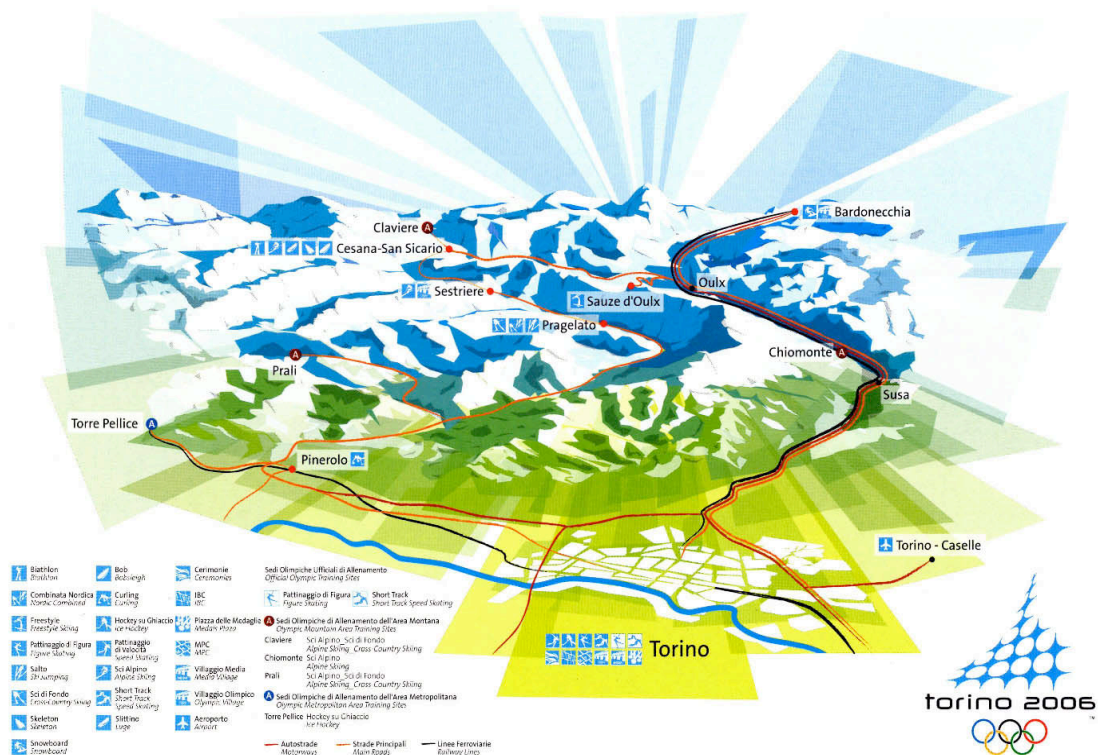 Bardonecchia
Claviere
A
Cesana-San Sicario
Oulx
Sestriere
Sauze d'Oulx
Pragelato
Chiomonte
A
A
Prali
Susa
Torre Pellice
A
Pinerolo
Torino - Caselle
Torino
Biathlon
Biathlon
Combinata Nordica
Nordic Combined
Freestyle
Freestyle Skiing
Pattinaggio di Figura
Figure Skating
Salto
Ski Jumping
Sci di Fondo
Cross-Country Skiing
Skeleton
Skeleton
Snowboard
Snowboard
Bob
Bobsleigh
Curling
Curling
Hockey su Ghiaccio
Ice Hockey
Pattinaggio
di Velocità
Speed Skating
Sci Alpino
Alpine Skiing
Short Track
Short Track
Speed Skating
Slittino
Luge
Cerimonie
Ceremonies
IBC
IBC
Piazza delle Medaglie
Medals Plaza
MPC
MPC
Villaggio Media
Media Village
Villaggio Olimpico
Olympic Village
Aeroporto
Airport
Sedi Olimpiche Ufficiali di Allenamento
Official Olympic Training Sites
Pattinaggio di Figura
Figure Skating
Short Track
Short Track Speed Skating
A Sedi Olimpiche di Allenamento dell'Area Montana
Olympic Mountain Area Training Sites
Claviere Sci Alpino_Sci di Fondo
Alpine Skiing_Cross Country Skiing
Chiomonte Sci Alpino
Alpine Skiing
Prali Sci Alpino_Sci di Fondo
Alpine Skiing_Cross Country Skiing
A Sedi Olimpiche di Allenamento dell'Area Metropolitana
Olympic Metropolitan Area Training Sites
Torre Pellice Hockey su Ghiaccio
Ice Hockey
Autostrade
Motorways
Strade Principali
Main Roads
Linee Ferroviarie
Railway Lines
torino 2006
TM